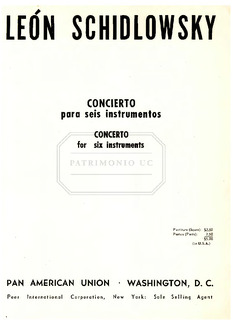 LEÓN SCHIDLOWSKY
CONCIERTO
para seis instrumentos
CONCERTO
for six instruments
PATRIMONIO UC
PAN AMERICAN UNION · WASHINGTON, D. C.
Peer International Corporation, New York: Sole Selling Agent